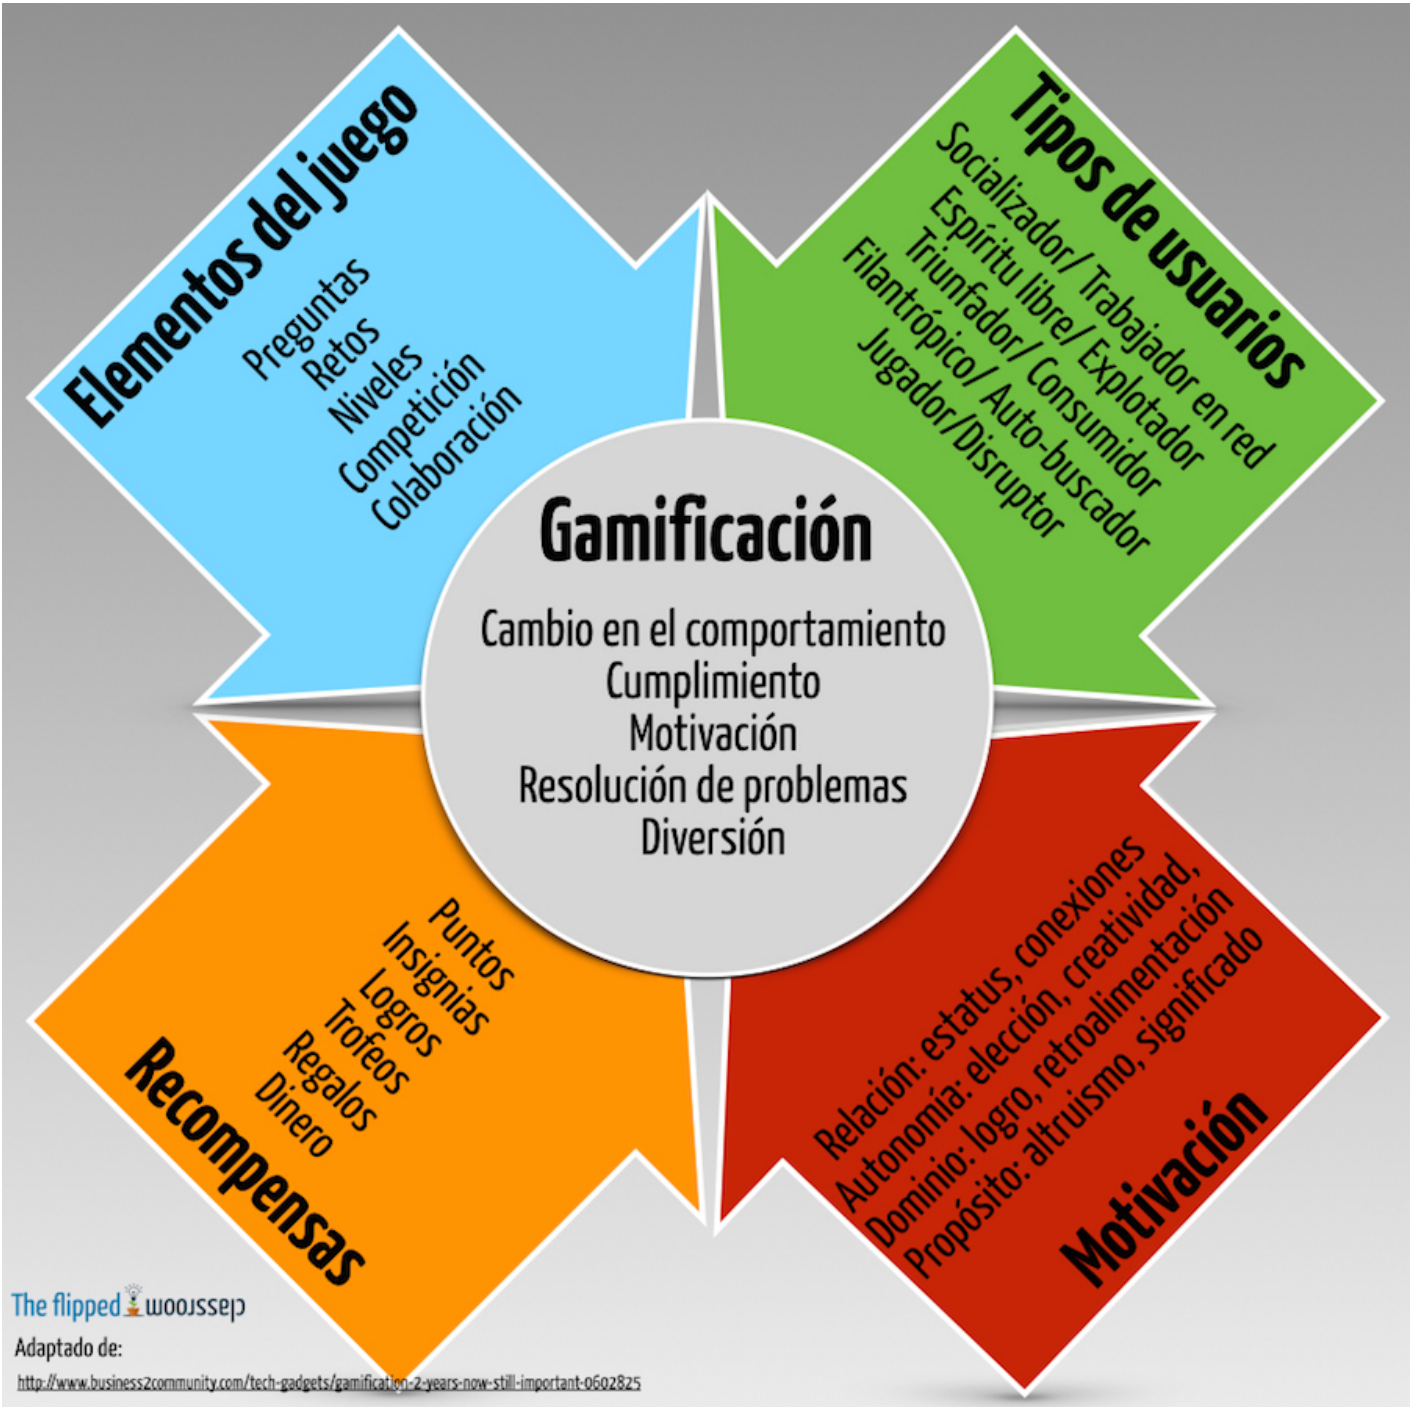 Elementos del juego
Preguntas
Retos
Niveles
Competición
Colaboración
Tipos de usuarios
Socializador/ Trabajador en red
Espíritu libre/ Explotador
Triunfador/ Consumidor
Filantrópico/ Auto-buscador
Jugador/Disruptor
Gamificación
Cambio en el comportamiento
Cumplimiento
Motivación
Resolución de problemas
Diversión
Puntos
Insignias
Logros
Trofeos
Regalos
Dinero
Recompensas
Relación: estatus, conexiones
Autonomía: elección, creatividad,
Dominio: logro, retroalimentación
Propósito: altruismo, significado
Motivación
The flipped classroom
Adaptado de:
http://www.business2community.com/tech-gadgets/gamification-2-years-now-still-important-0602825